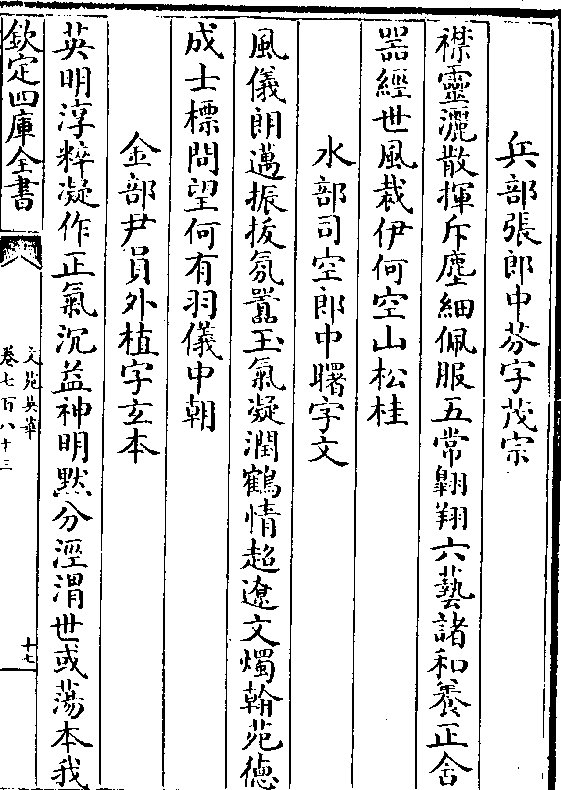 兵部張郎中芬字茂宗
襟靈灑散揮斥塵細佩服五常翺翔六藝諸和養正舍
器經世風裁伊何空山松桂
水部司空郎中曙字文
風儀朗邁振拔氛囂玉氣凝潤鶴情超遼文燭翰苑德
成士標問望何有羽儀中朝
金部尹員外植字玄本
英明淳粹凝作正氣沉益神明默分涇渭世或蕩本我
欽定四庫全書
文苑英華
卷七百八十三
十七